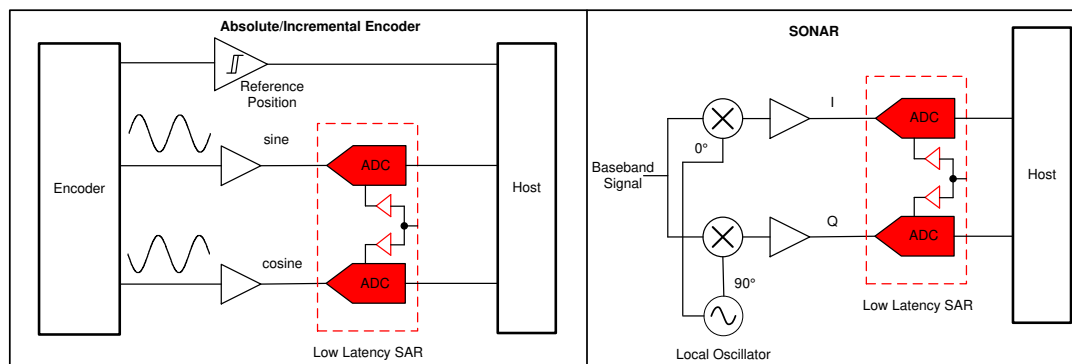 Absolute/Incremental Encoder
Reference
Position
sine
ADC
Encoder
Host
cosine
ADC
Low Latency SAR
SONAR
I
ADC
0°
Baseband
Signal
Host
Q
ADC
90°
Low Latency SAR
Local Oscillator